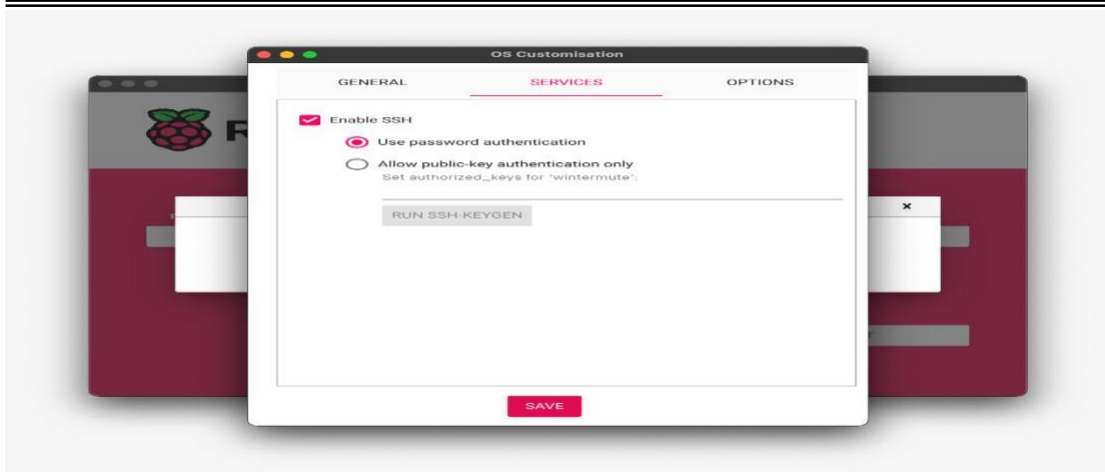 OS Customisation
GENERAL SERVICES OPTIONS
Enable SSH
Use password authentication
Allow public-key authentication only
Set authorized_keys for 'wintermute':
RUN SSH-KEYGEN
SAVE